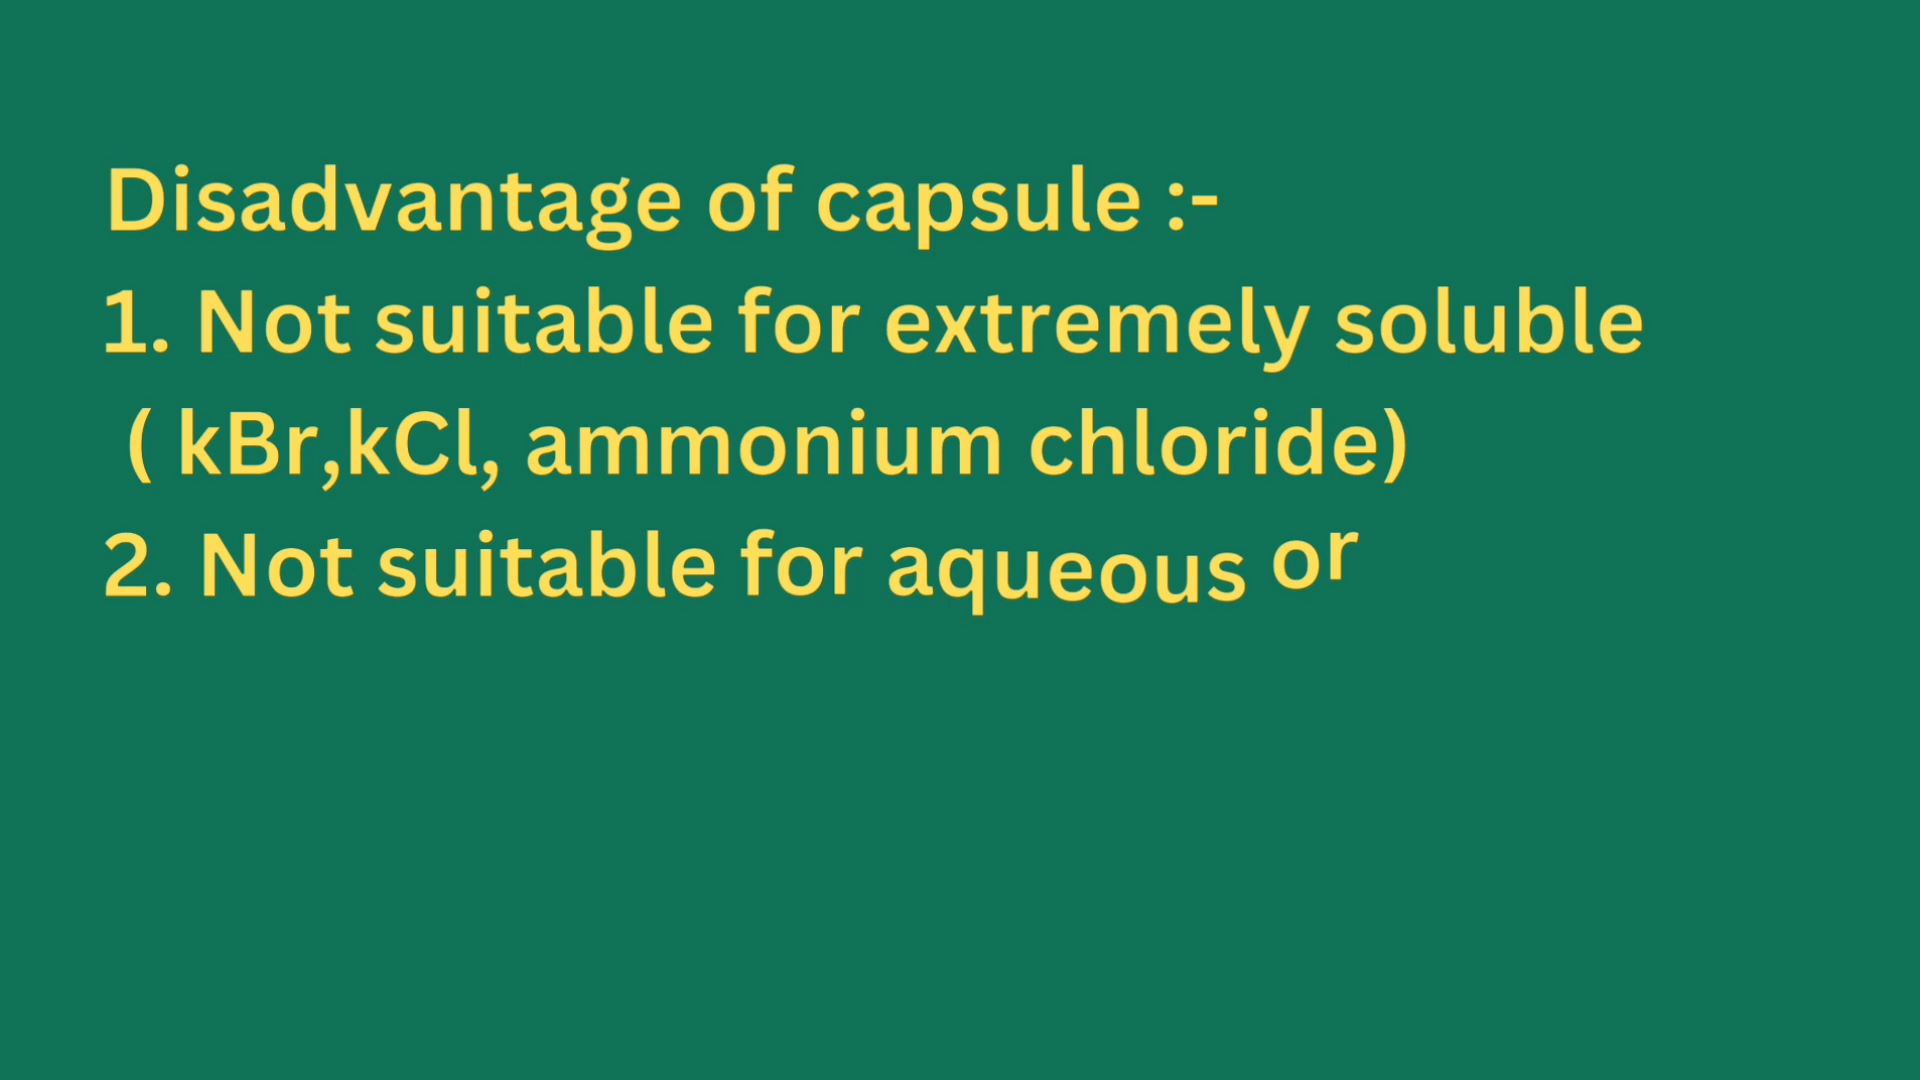 Disadvantage of capsule :-
1. Not suitable for extremely soluble
( kBr,kCl, ammonium chloride)
2. Not suitable for aqueous or